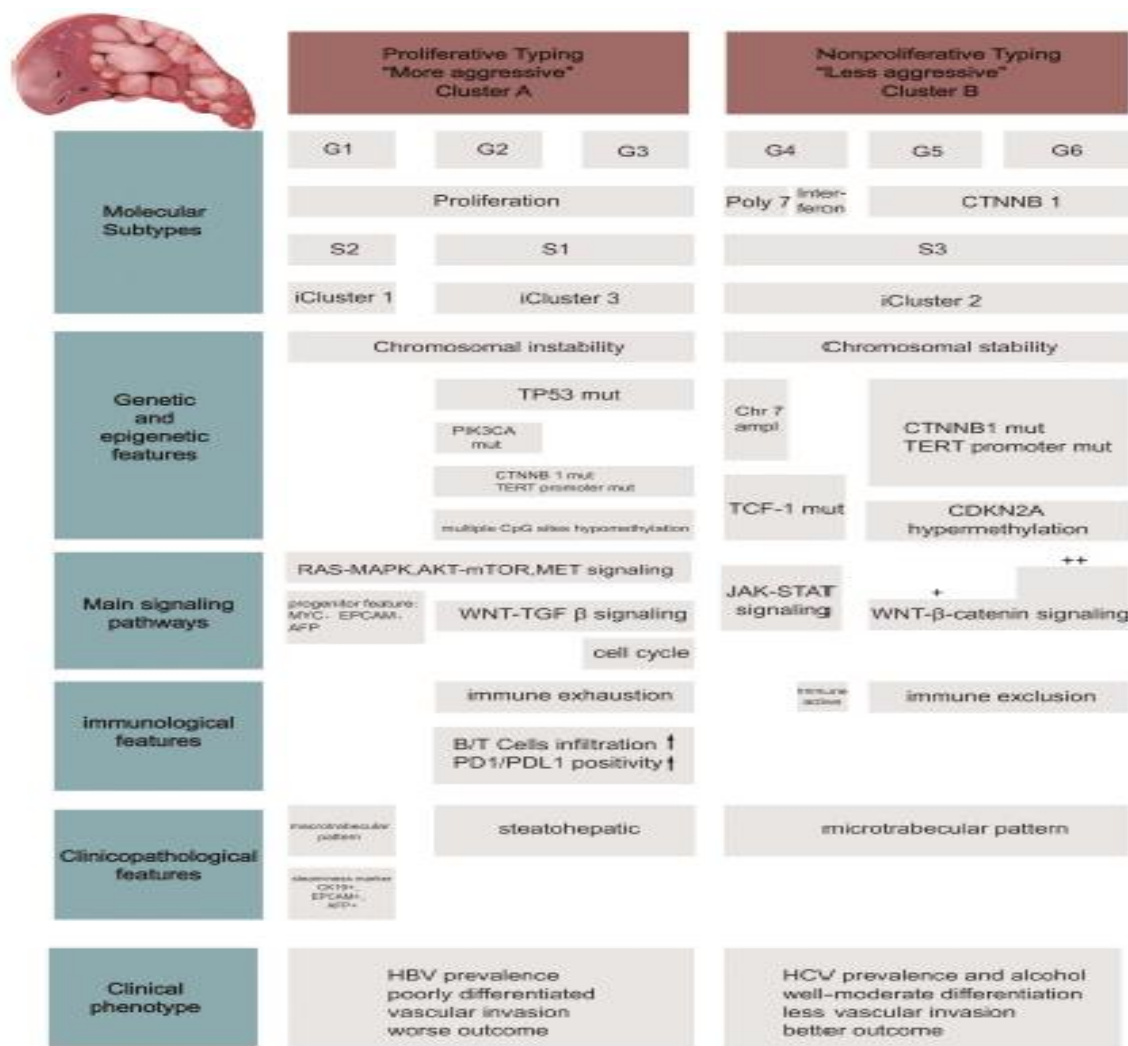 Proliferative Typing
"More aggressive"
Cluster A
Nonproliferative Typing
"Less aggressive"
Cluster B
Molecular
Subtypes
G1
G2
G3
G4
G5
G6
Proliferation
Poly 7
Inter-
feron
CTNNB 1
S2
S1
S3
iCluster 1
iCluster 3
iCluster 2
Genetic
and
epigenetic
features
Chromosomal instability
Chromosomal stability
TP53 mut
PIK3CA
mut
CTNNB 1 mut
TERT promoter mut
multiple CpG sites hypomethylation
Chr 7
ampl
TCF-1 mut
CTNNB1 mut
TERT promoter mut
CDKN2A
hypermethylation
Main signaling
pathways
RAS-MAPK,AKT-mTOR,MET signaling
progenitor feature:
MYC、EPCAM、
AFP
WNT-TGF β signaling
cell cycle
JAK-STAT
signaling
+
++
WNT-β-catenin signaling
immunological
features
immune exhaustion
B/T Cells infiltration ↑
PD1/PDL1 positivity ↑
immune
active
immune exclusion
Clinicopathological
features
macrotrabecular
pattern
steatohepatic
microtrabecular pattern
stemness marker
CK19+,
EPCAM+,
AFP+
Clinical
phenotype
HBV prevalence
poorly differentiated
vascular invasion
worse outcome
HCV prevalence and alcohol
well-moderate differentiation
less vascular invasion
better outcome